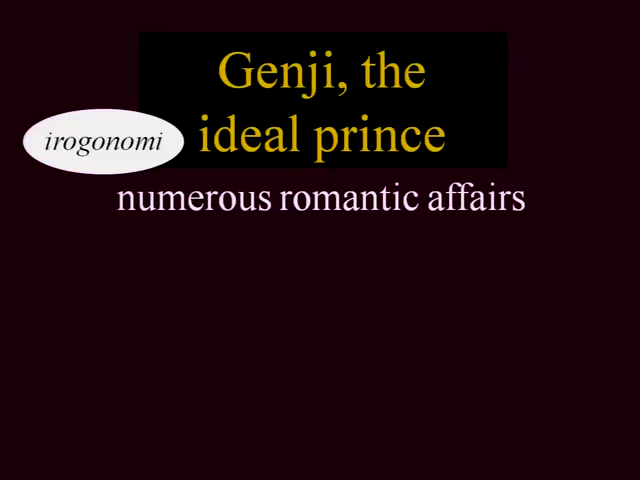 Genji, the
ideal prince
irogonomi
numerous romantic affairs